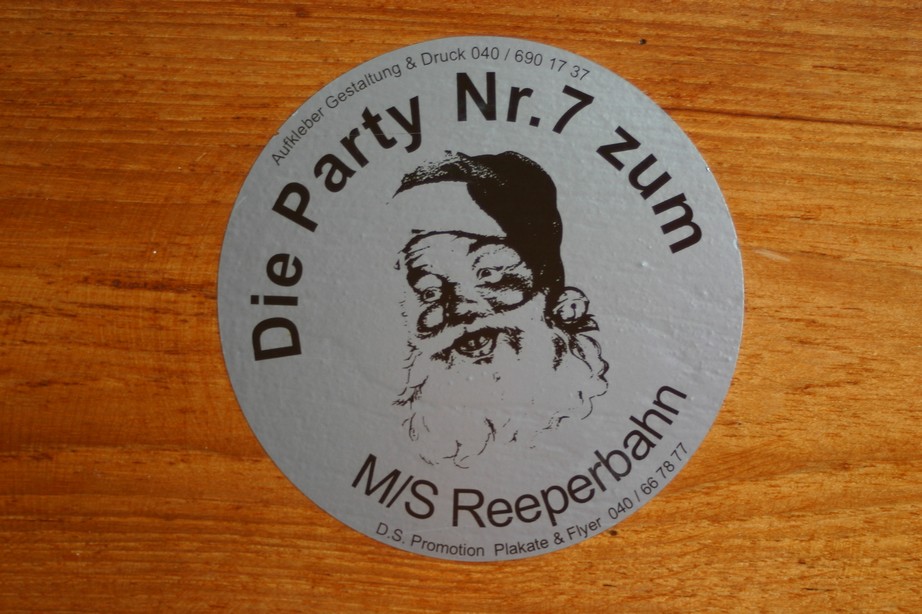 Aufkleber Gestaltung & Druck 040 / 690 17 37
Die Party Nr.7 zum
M/S Reeperbahn
D.S. Promotion Plakate & Flyer 040 / 66 78 77